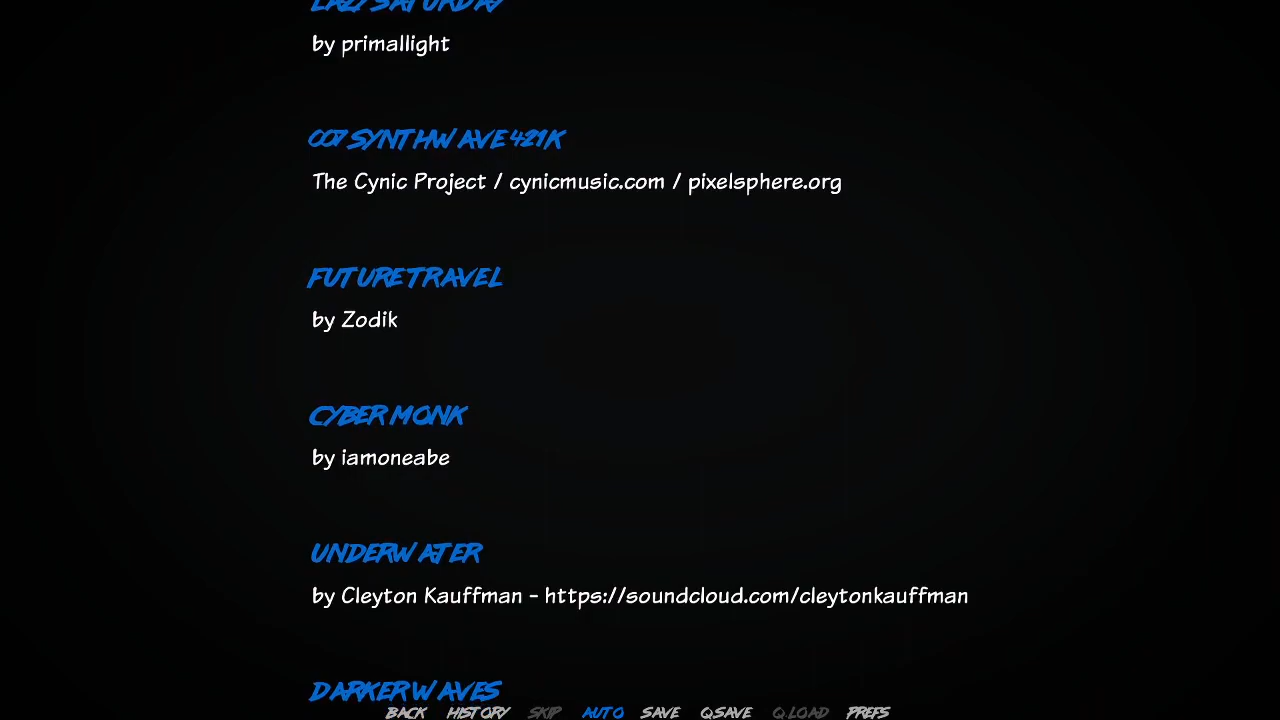 LAZY SATURDAY
by primallight
007 SYNTHWAVE 421K
The Cynic Project / cynicmusic.com / pixelsphere.org
FUTURE TRAVEL
by Zodik
CYBER MONK
by iamoneabe
UNDERWATER
by Cleyton Kauffman - https://soundcloud.com/cleytonkauffman
DARKER WAVES
BACK HISTORY SKIP AUTO SAVE Q.SAVE Q.LOAD PREFS